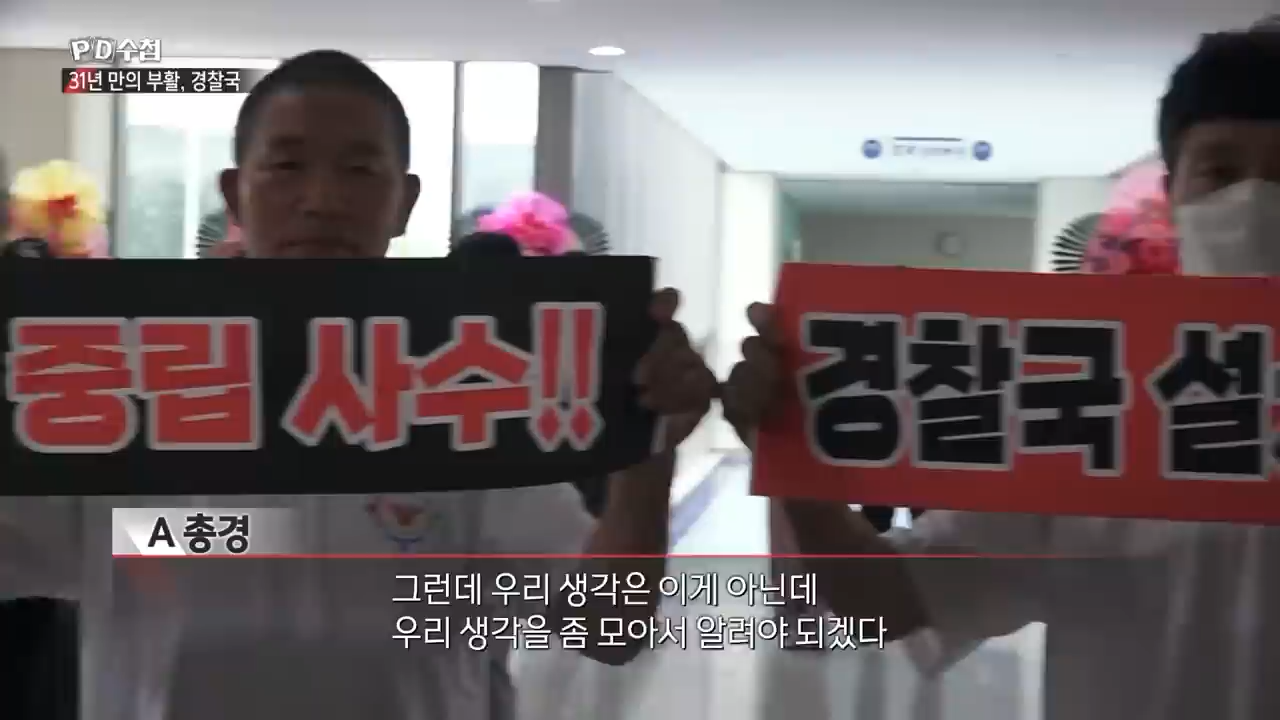 PD수첩
31년 만의 부활, 경찰국
중립 사수!!
경찰국 설
A 총경
그런데 우리 생각은 이게 아닌데
우리 생각을 좀 모아서 알려야 되겠다